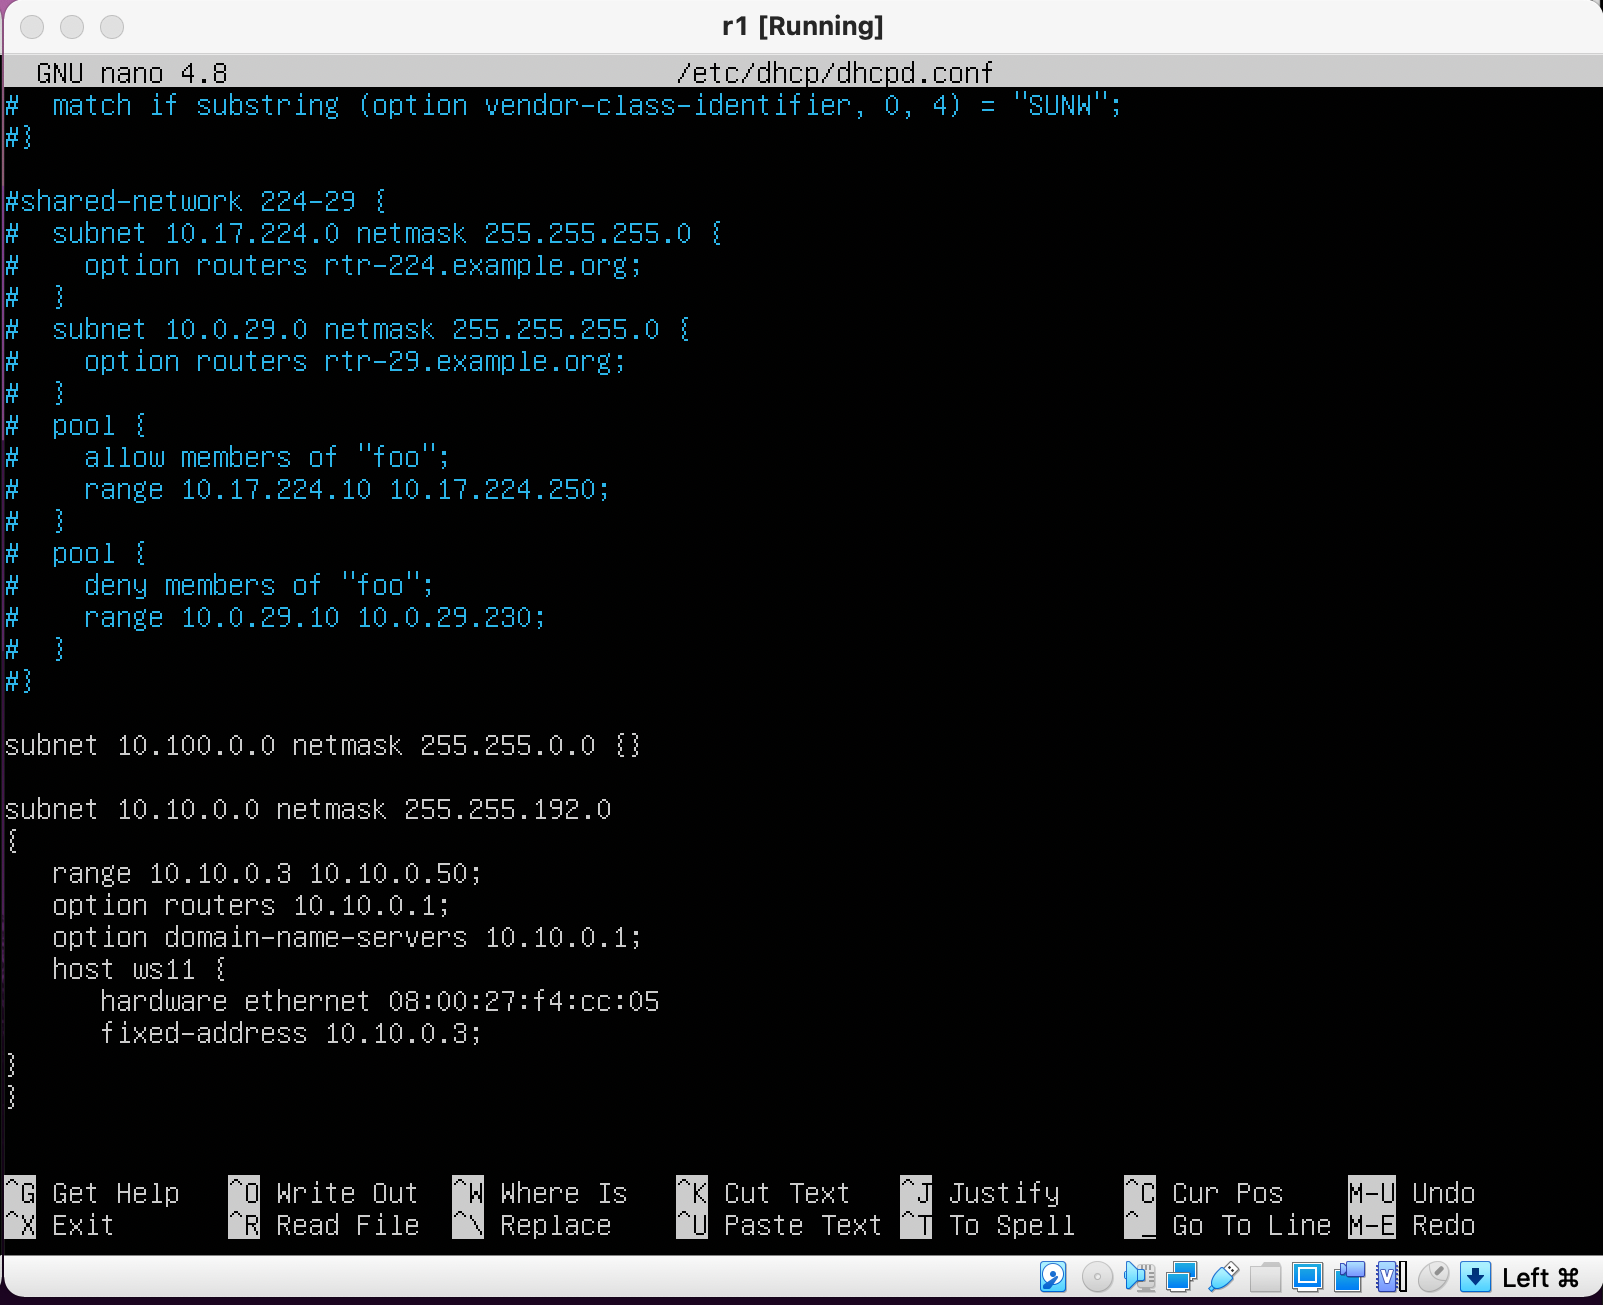 r1 [Running]
GNU nano 4.8 /etc/dhcp/dhcpd.conf
#  match if substring (option vendor-class-identifier, 0, 4) = "SUNW";
#}
#shared-network 224-29 {
#  subnet 10.17.224.0 netmask 255.255.255.0 {
#    option routers rtr-224.example.org;
#  }
#  subnet 10.0.29.0 netmask 255.255.255.0 {
#    option routers rtr-29.example.org;
#  }
#  pool {
#    allow members of "foo";
#    range 10.17.224.10 10.17.224.250;
#  }
#  pool {
#    deny members of "foo";
#    range 10.0.29.10 10.0.29.230;
#  }
#}
subnet 10.100.0.0 netmask 255.255.0.0 {}
subnet 10.10.0.0 netmask 255.255.192.0
{
   range 10.10.0.3 10.10.0.50;
   option routers 10.10.0.1;
   option domain-name-servers 10.10.0.1;
   host ws11 {
      hardware ethernet 08:00:27:f4:cc:05
      fixed-address 10.10.0.3;
}
}
^G Get Help ^O Write Out ^W Where Is ^K Cut Text ^J Justify ^C Cur Pos M-U Undo
^X Exit ^R Read File ^\ Replace ^U Paste Text ^T To Spell ^_ Go To Line M-E Redo
Left ⌘